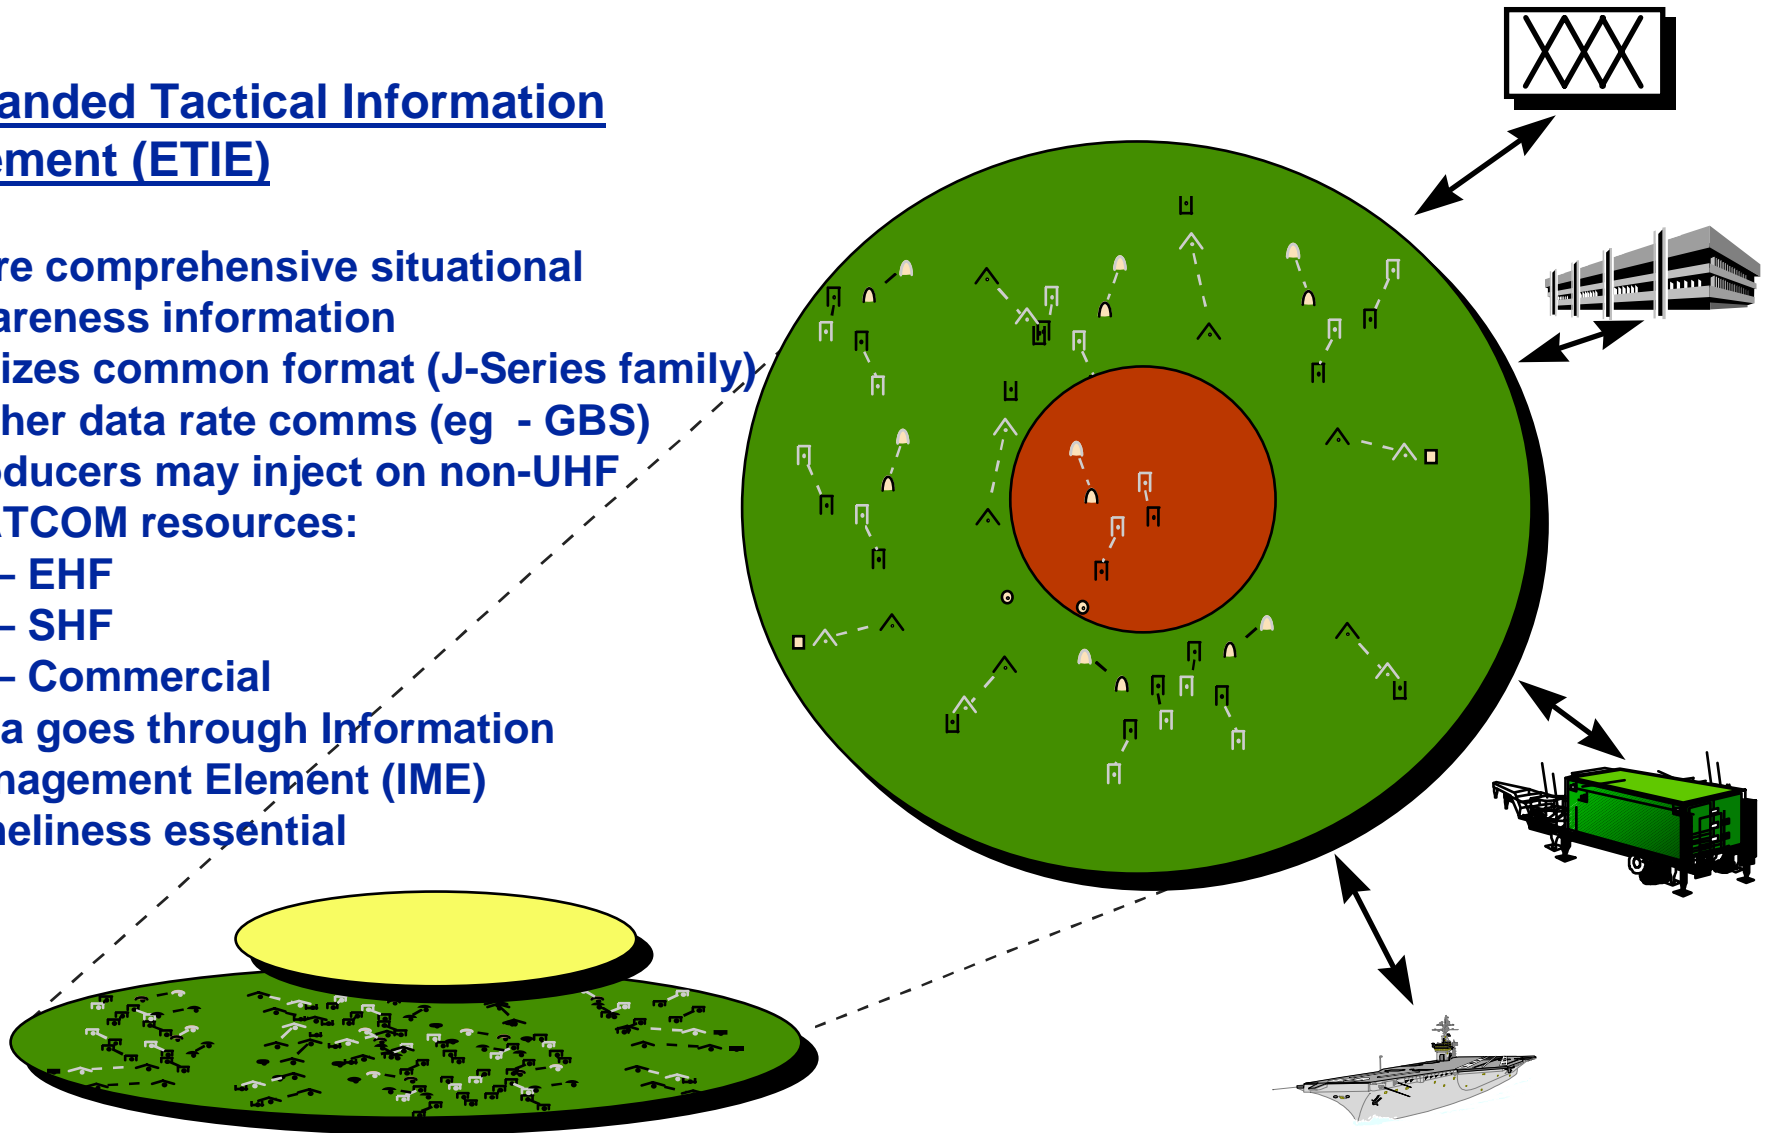 anded Tactical Information
ement (ETIE)
re comprehensive situational
areness information
izes common format (J-Series family)
her data rate comms (eg - GBS)
oducers may inject on non-UHF
ATCOM resources:
– EHF
– SHF
– Commercial
a goes through Information
nagement Element (IME)
neliness essential
XXX